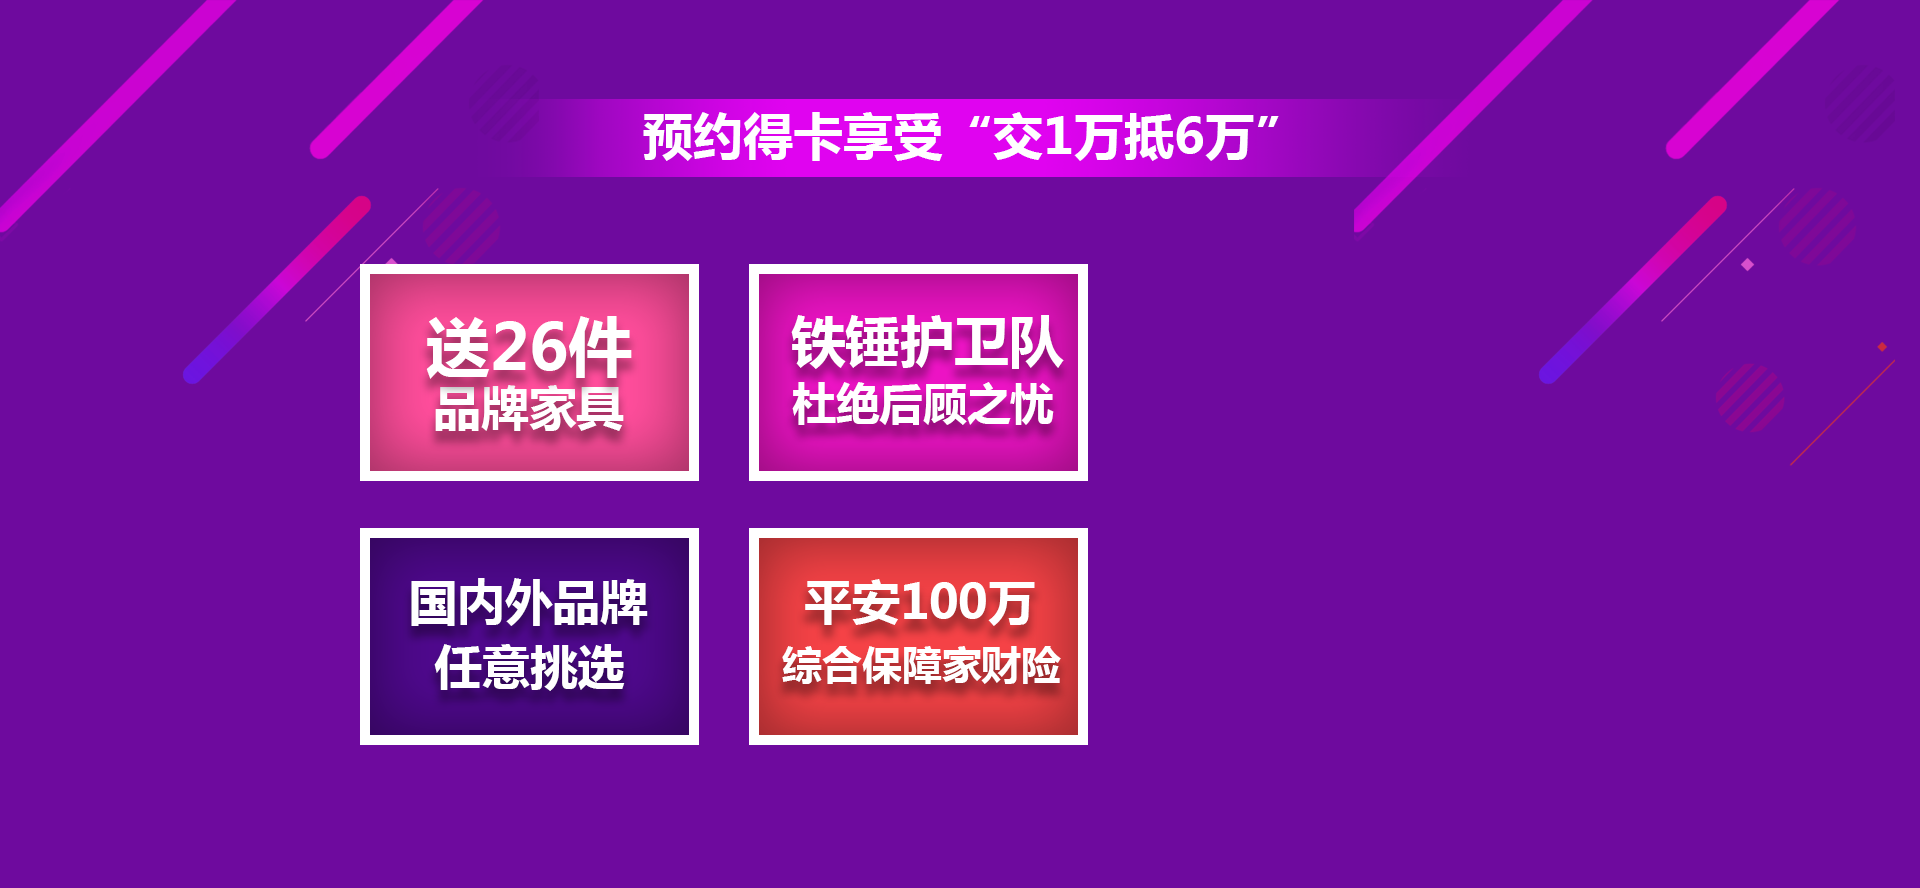 预约得卡享受“交1万抵6万”
送26件
品牌家具
铁锤护卫队
杜绝后顾之忧
国内外品牌
任意挑选
平安100万
综合保障家财险